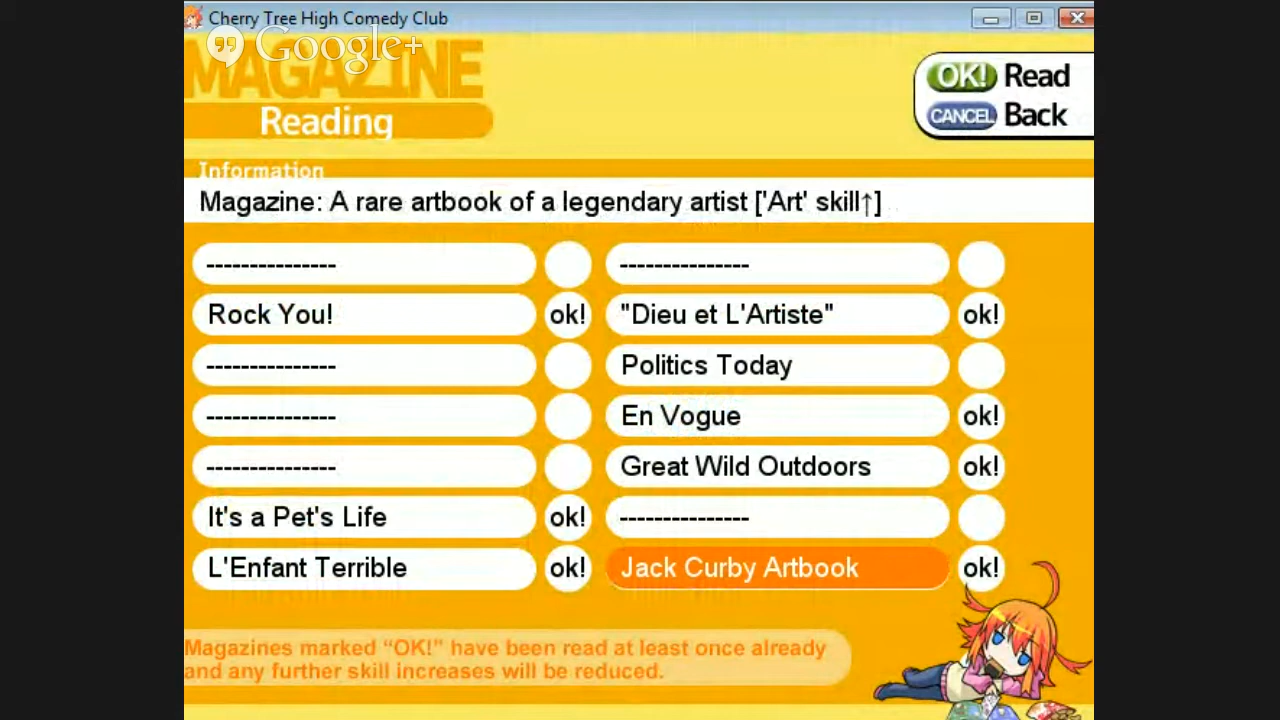 Cherry Tree High Comedy Club
Google+
MAGAZINE
Reading
OK! Read
CANCEL Back
Information
Magazine: A rare artbook of a legendary artist ['Art' skill↑]
--------------- ---------------
Rock You! ok! "Dieu et L'Artiste" ok!
--------------- Politics Today
--------------- En Vogue ok!
--------------- Great Wild Outdoors ok!
It's a Pet's Life ok! ---------------
L'Enfant Terrible ok! Jack Curby Artbook ok!
Magazines marked “OK!” have been read at least once already
and any further skill increases will be reduced.